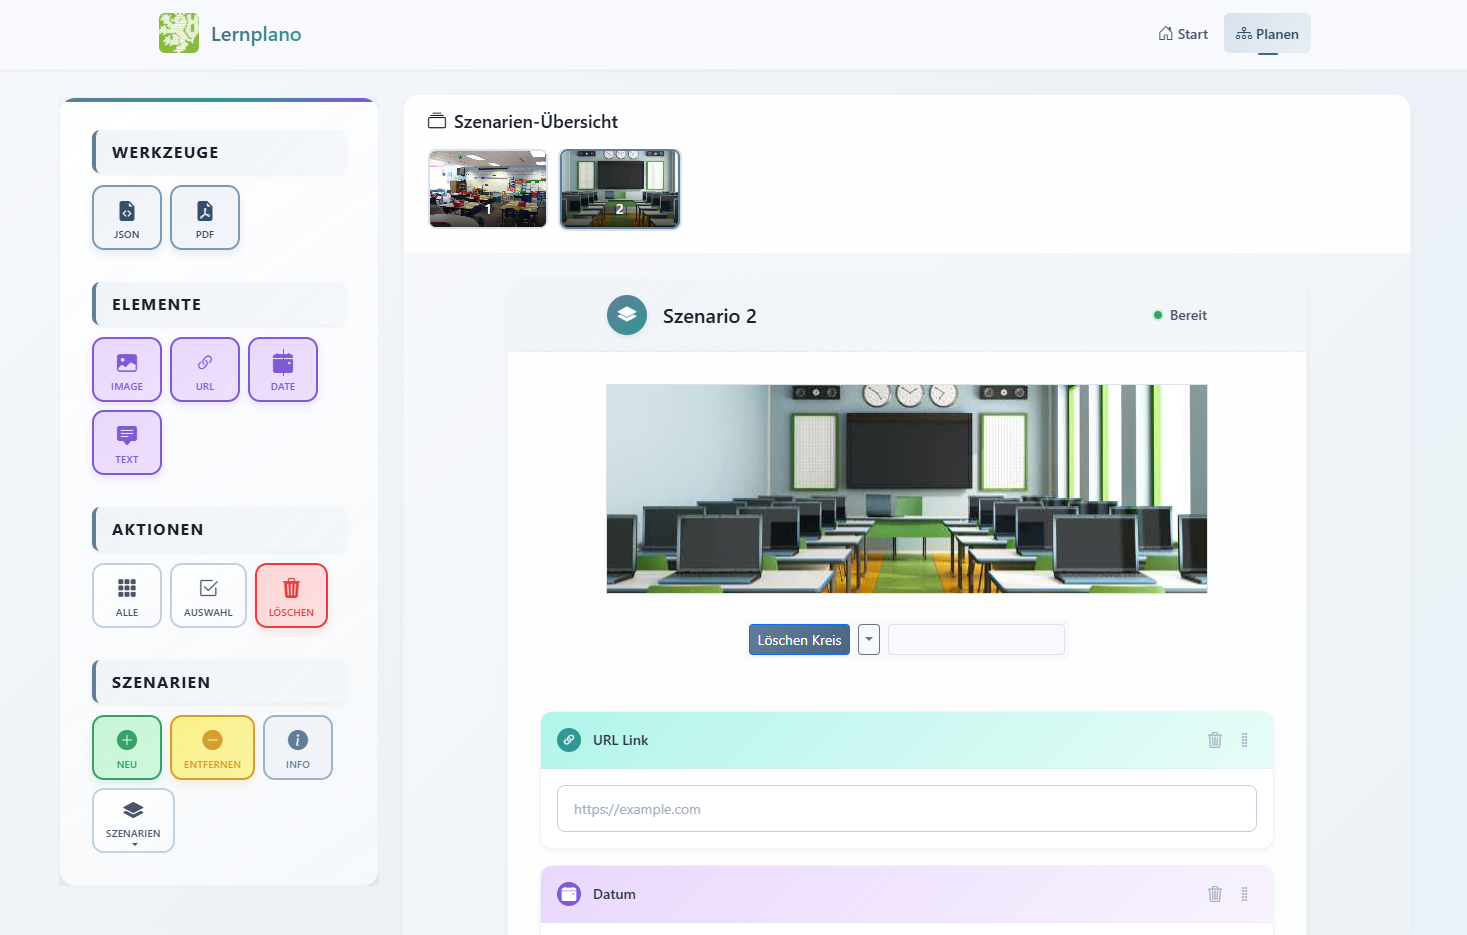 Lernplano
Start
Planen
WERKZEUGE
JSON
PDF
ELEMENTE
IMAGE
URL
DATE
TEXT
AKTIONEN
ALLE
AUSWAHL
LÖSCHEN
SZENARIEN
NEU
ENTFERNEN
INFO
SZENARIEN
Szenarien-Übersicht
1
2
Szenario 2
Bereit
Löschen Kreis
URL Link
https://example.com
Datum